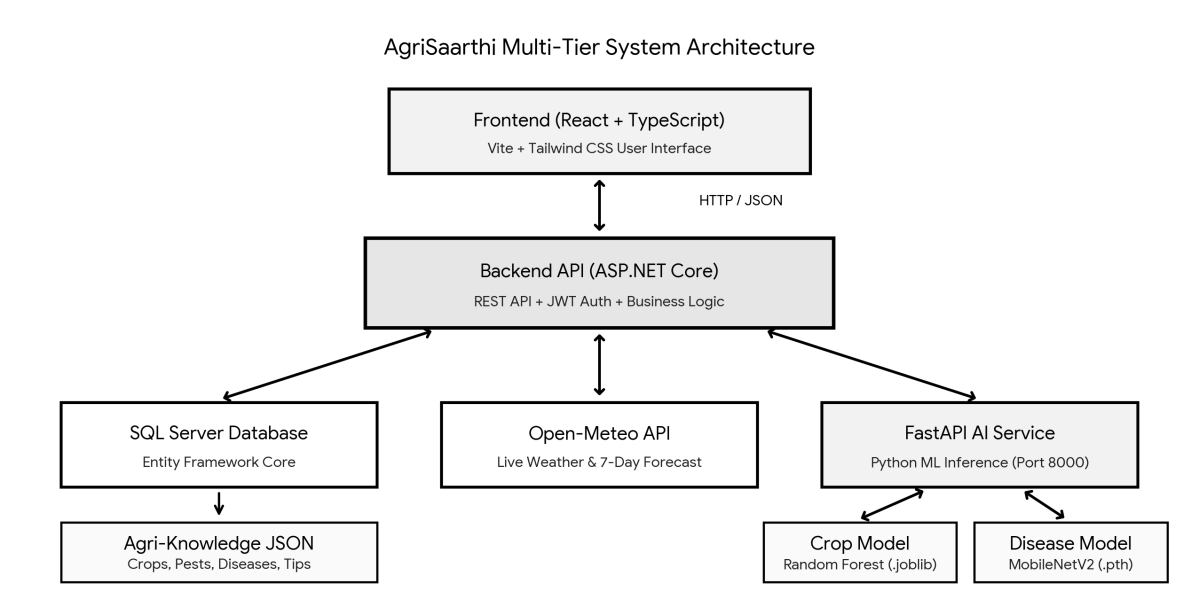 AgriSaarthi Multi-Tier System Architecture
Frontend (React + TypeScript)
Vite + Tailwind CSS User Interface
HTTP / JSON
Backend API (ASP.NET Core)
REST API + JWT Auth + Business Logic
SQL Server Database
Entity Framework Core
Open-Meteo API
Live Weather & 7-Day Forecast
FastAPI AI Service
Python ML Inference (Port 8000)
Agri-Knowledge JSON
Crops, Pests, Diseases, Tips
Crop Model
Random Forest (.joblib)
Disease Model
MobileNetV2 (.pth)